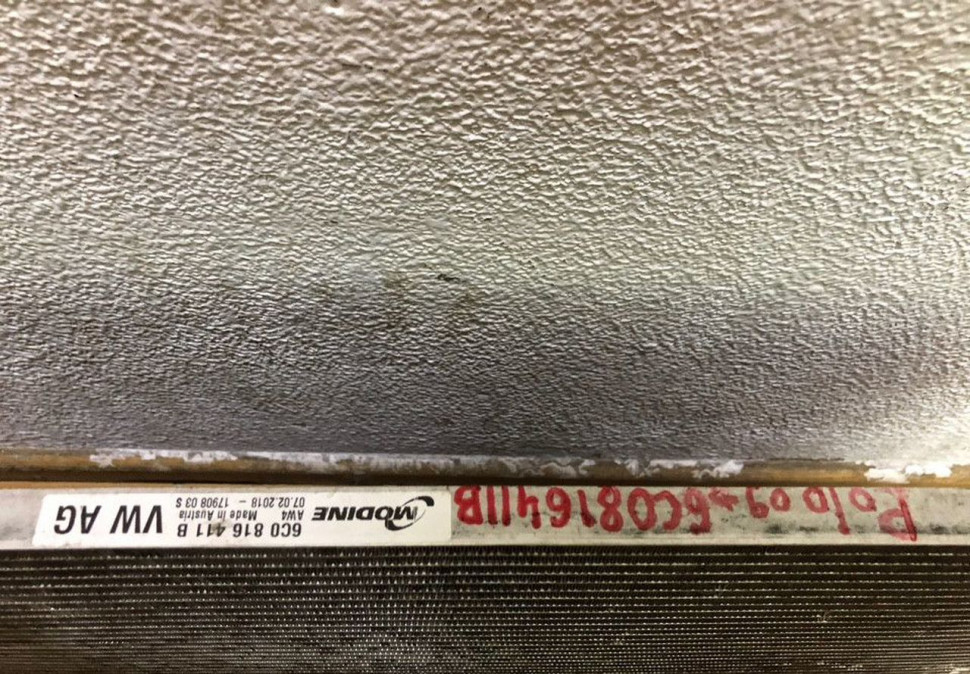 Polo 09→6C0816411B
MODINE
6C0 816 411 B
AW4 Made in Austria
07.02.2018 – 17908 03 S
VW AG